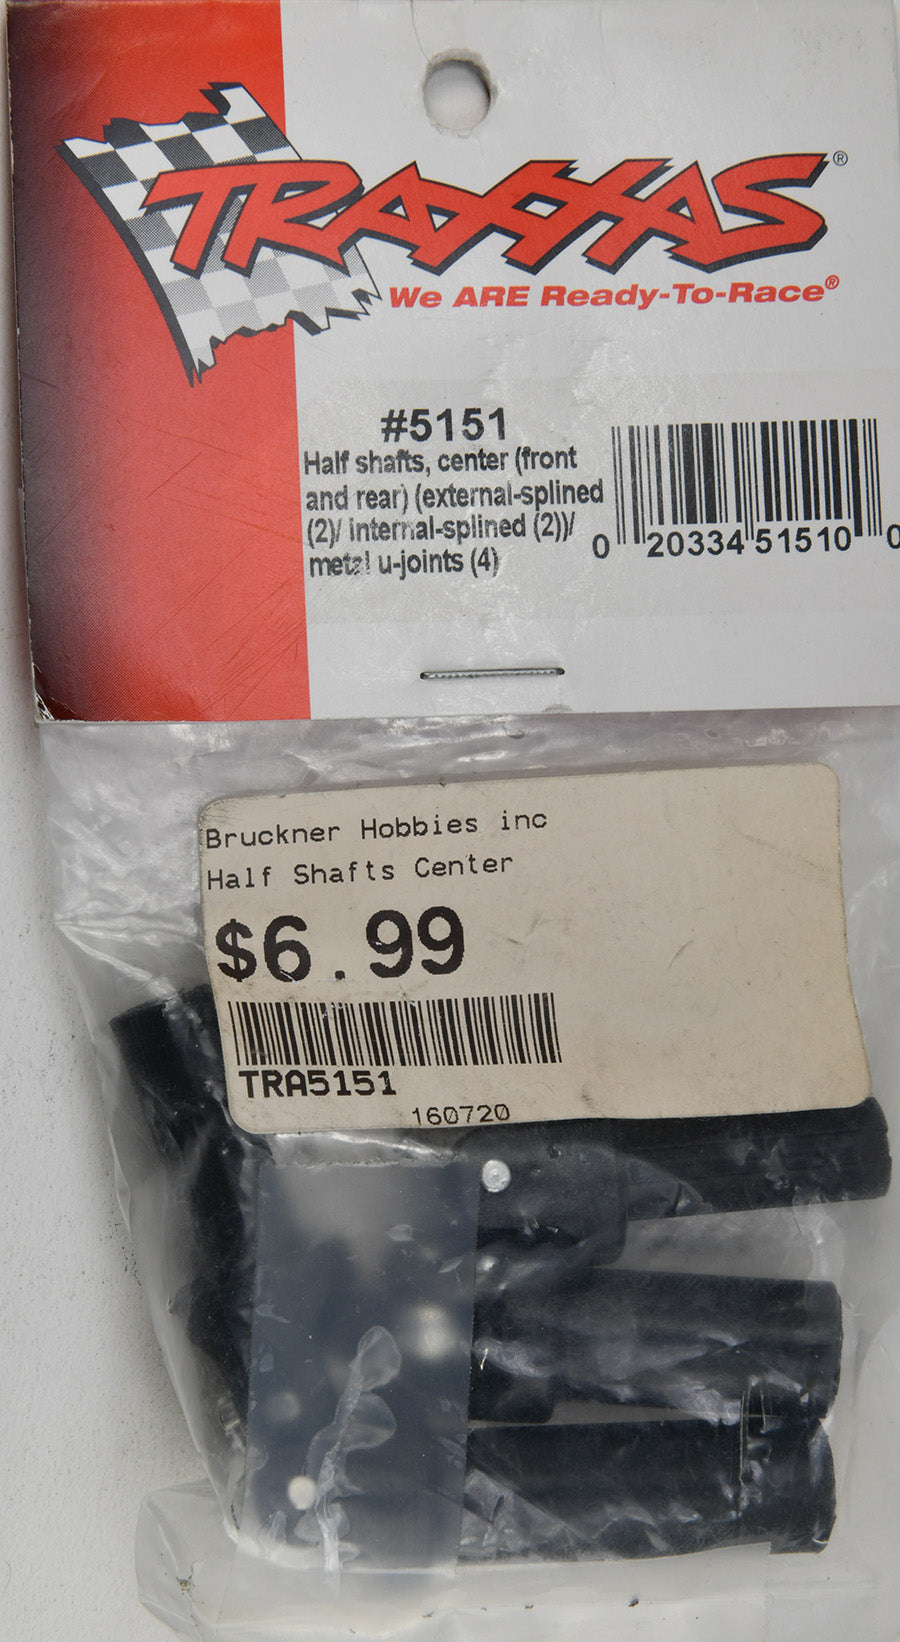 TRAXXAS®
We ARE Ready-To-Race®
#5151
Half shafts, center (front
and rear) (external-splined
(2)/ internal-splined (2))/
metal u-joints (4)
0 20334 51510 0
Bruckner Hobbies inc
Half Shafts Center
$6.99
TRA5151
160720